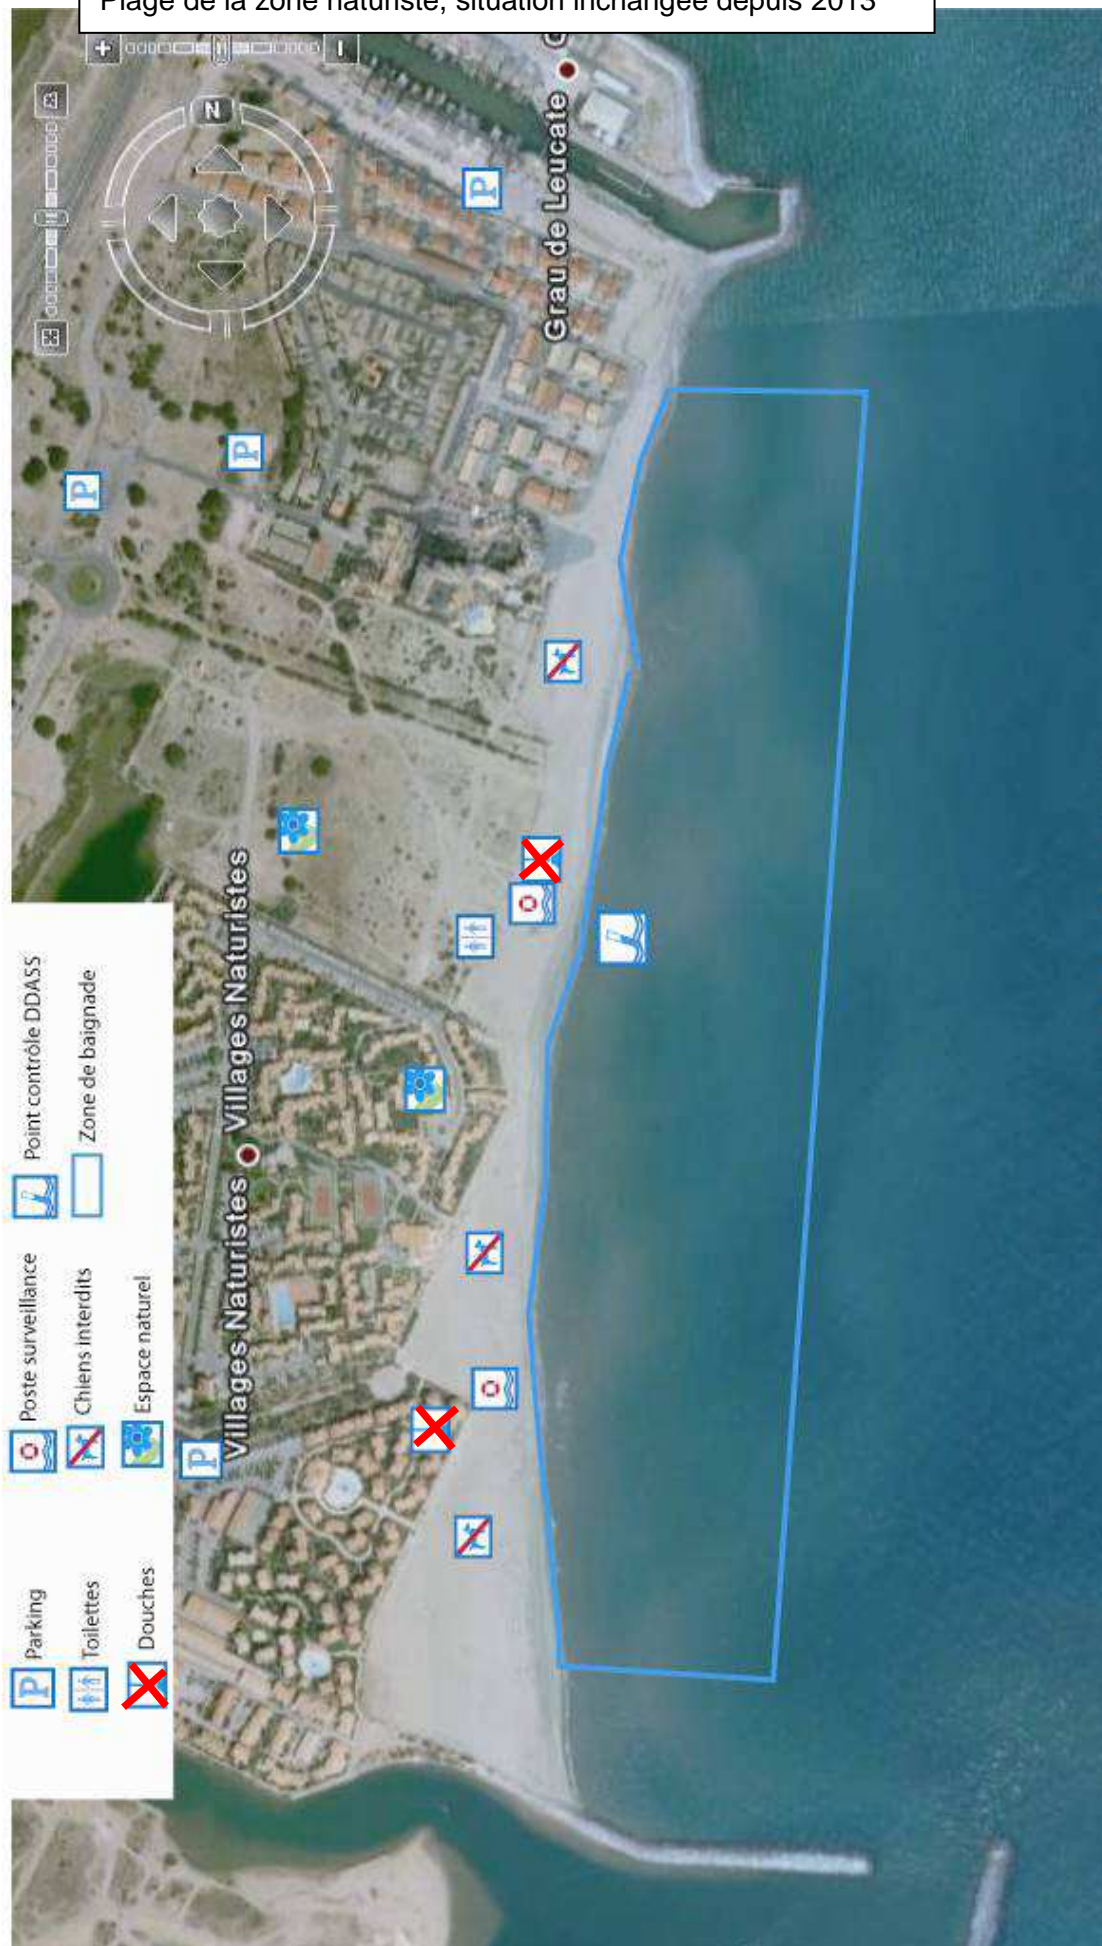 Plage de la zone naturiste, situation inchangée depuis 2013
P Parking
Toilettes
Douches
Poste surveillance
Chiens interdits
Espace naturel
Point contrôle DDASS
Zone de baignade
Villages Naturistes
Villages Naturistes
Grau de Leucate
N
P
P
P
P